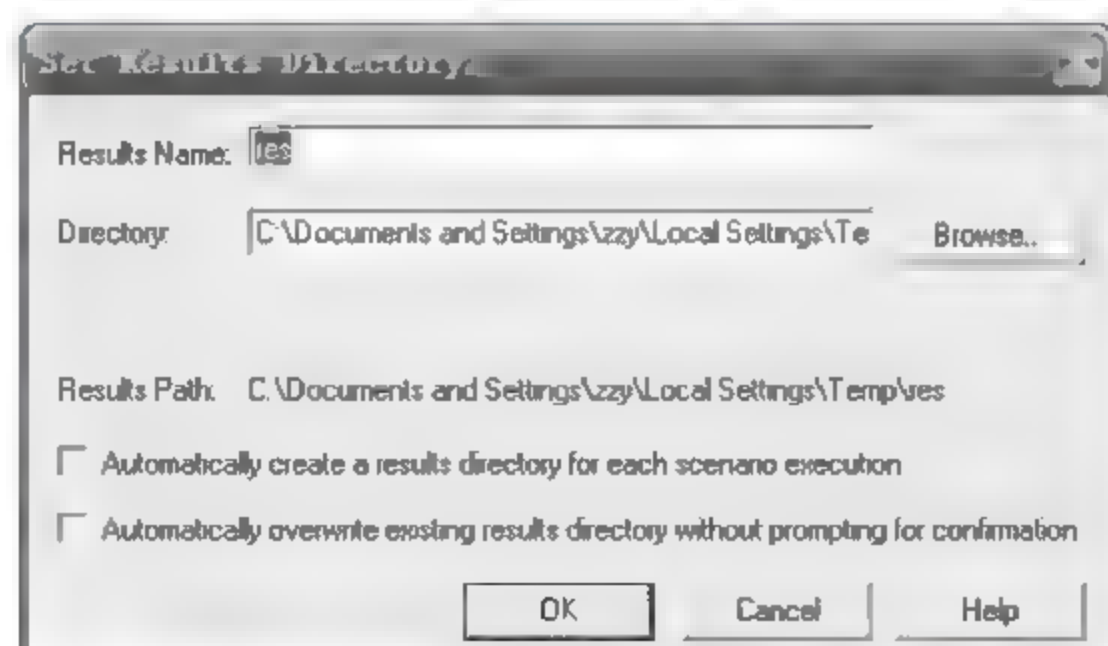 Set Results Directory
Results Name: res
Directory: C:\Documents and Settings\zzy\Local Settings\Te Browse..
Results Path: C:\Documents and Settings\zzy\Local Settings\Temp\res
Automatically create a results directory for each scenario execution
Automatically overwrite existing results directory without prompting for confirmation
OK Cancel Help